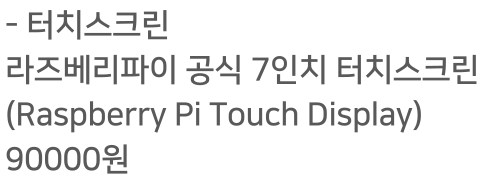 - 터치스크린
라즈베리파이 공식 7인치 터치스크린
(Raspberry Pi Touch Display)
90000원